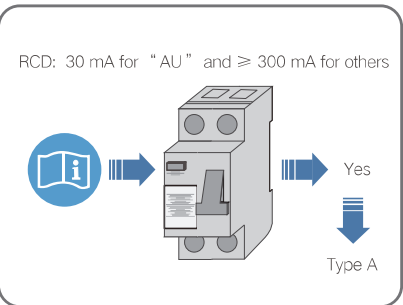 RCD: 30 mA for “AU” and ≥ 300 mA for others
i
Yes
Type A